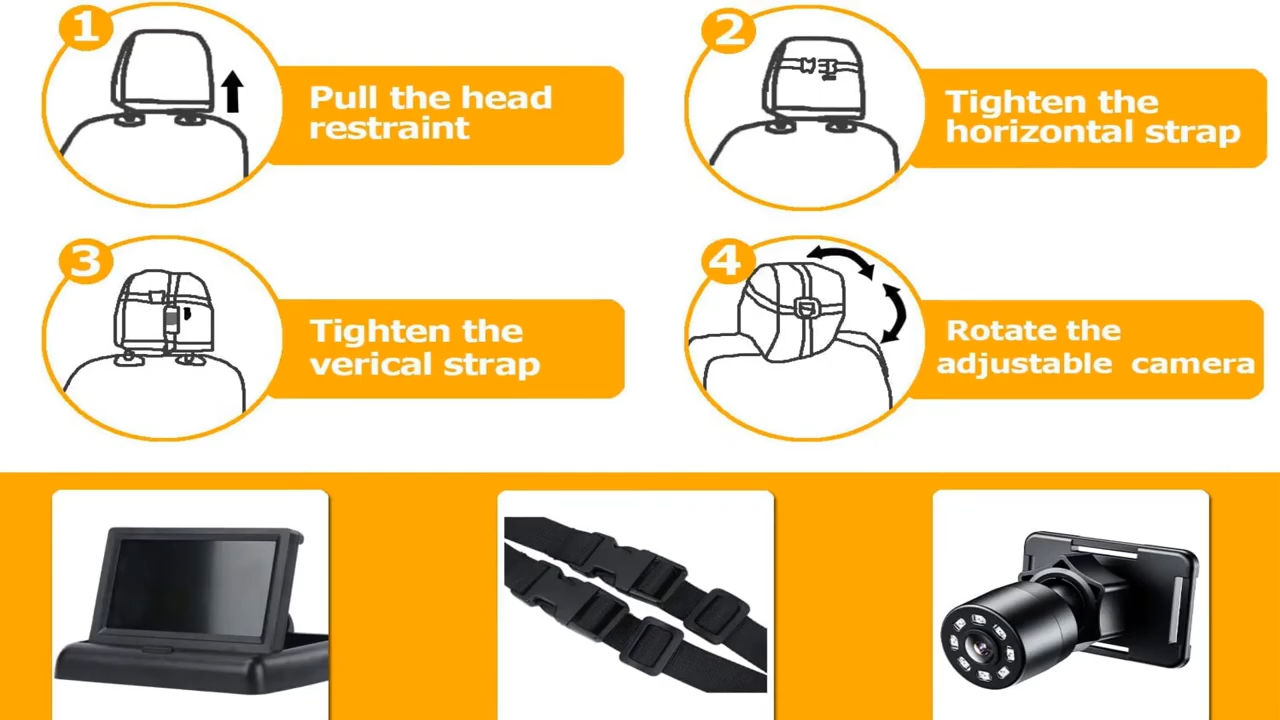 1
Pull the head
restraint
2
Tighten the
horizontal strap
3
Tighten the
verical strap
4
Rotate the
adjustable camera